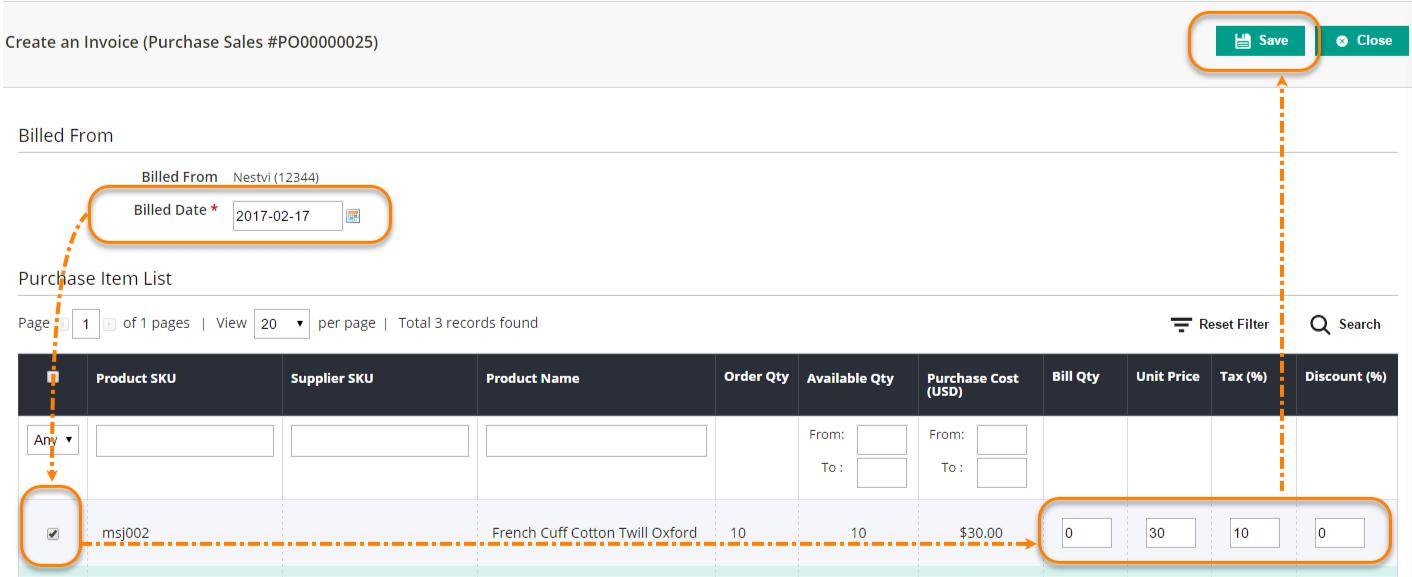 Create an Invoice (Purchase Sales #PO00000025)
Save
Close
Billed From
Billed From Nestvi (12344)
Billed Date * 2017-02-17
Purchase Item List
Page 1 of 1 pages | View 20 per page | Total 3 records found
Reset Filter
Search
Product SKU Supplier SKU Product Name Order Qty Available Qty Purchase Cost (USD) Bill Qty Unit Price Tax (%) Discount (%)
Any From: From:
To : To :
msj002 French Cuff Cotton Twill Oxford 10 10 $30.00 0 30 10 0